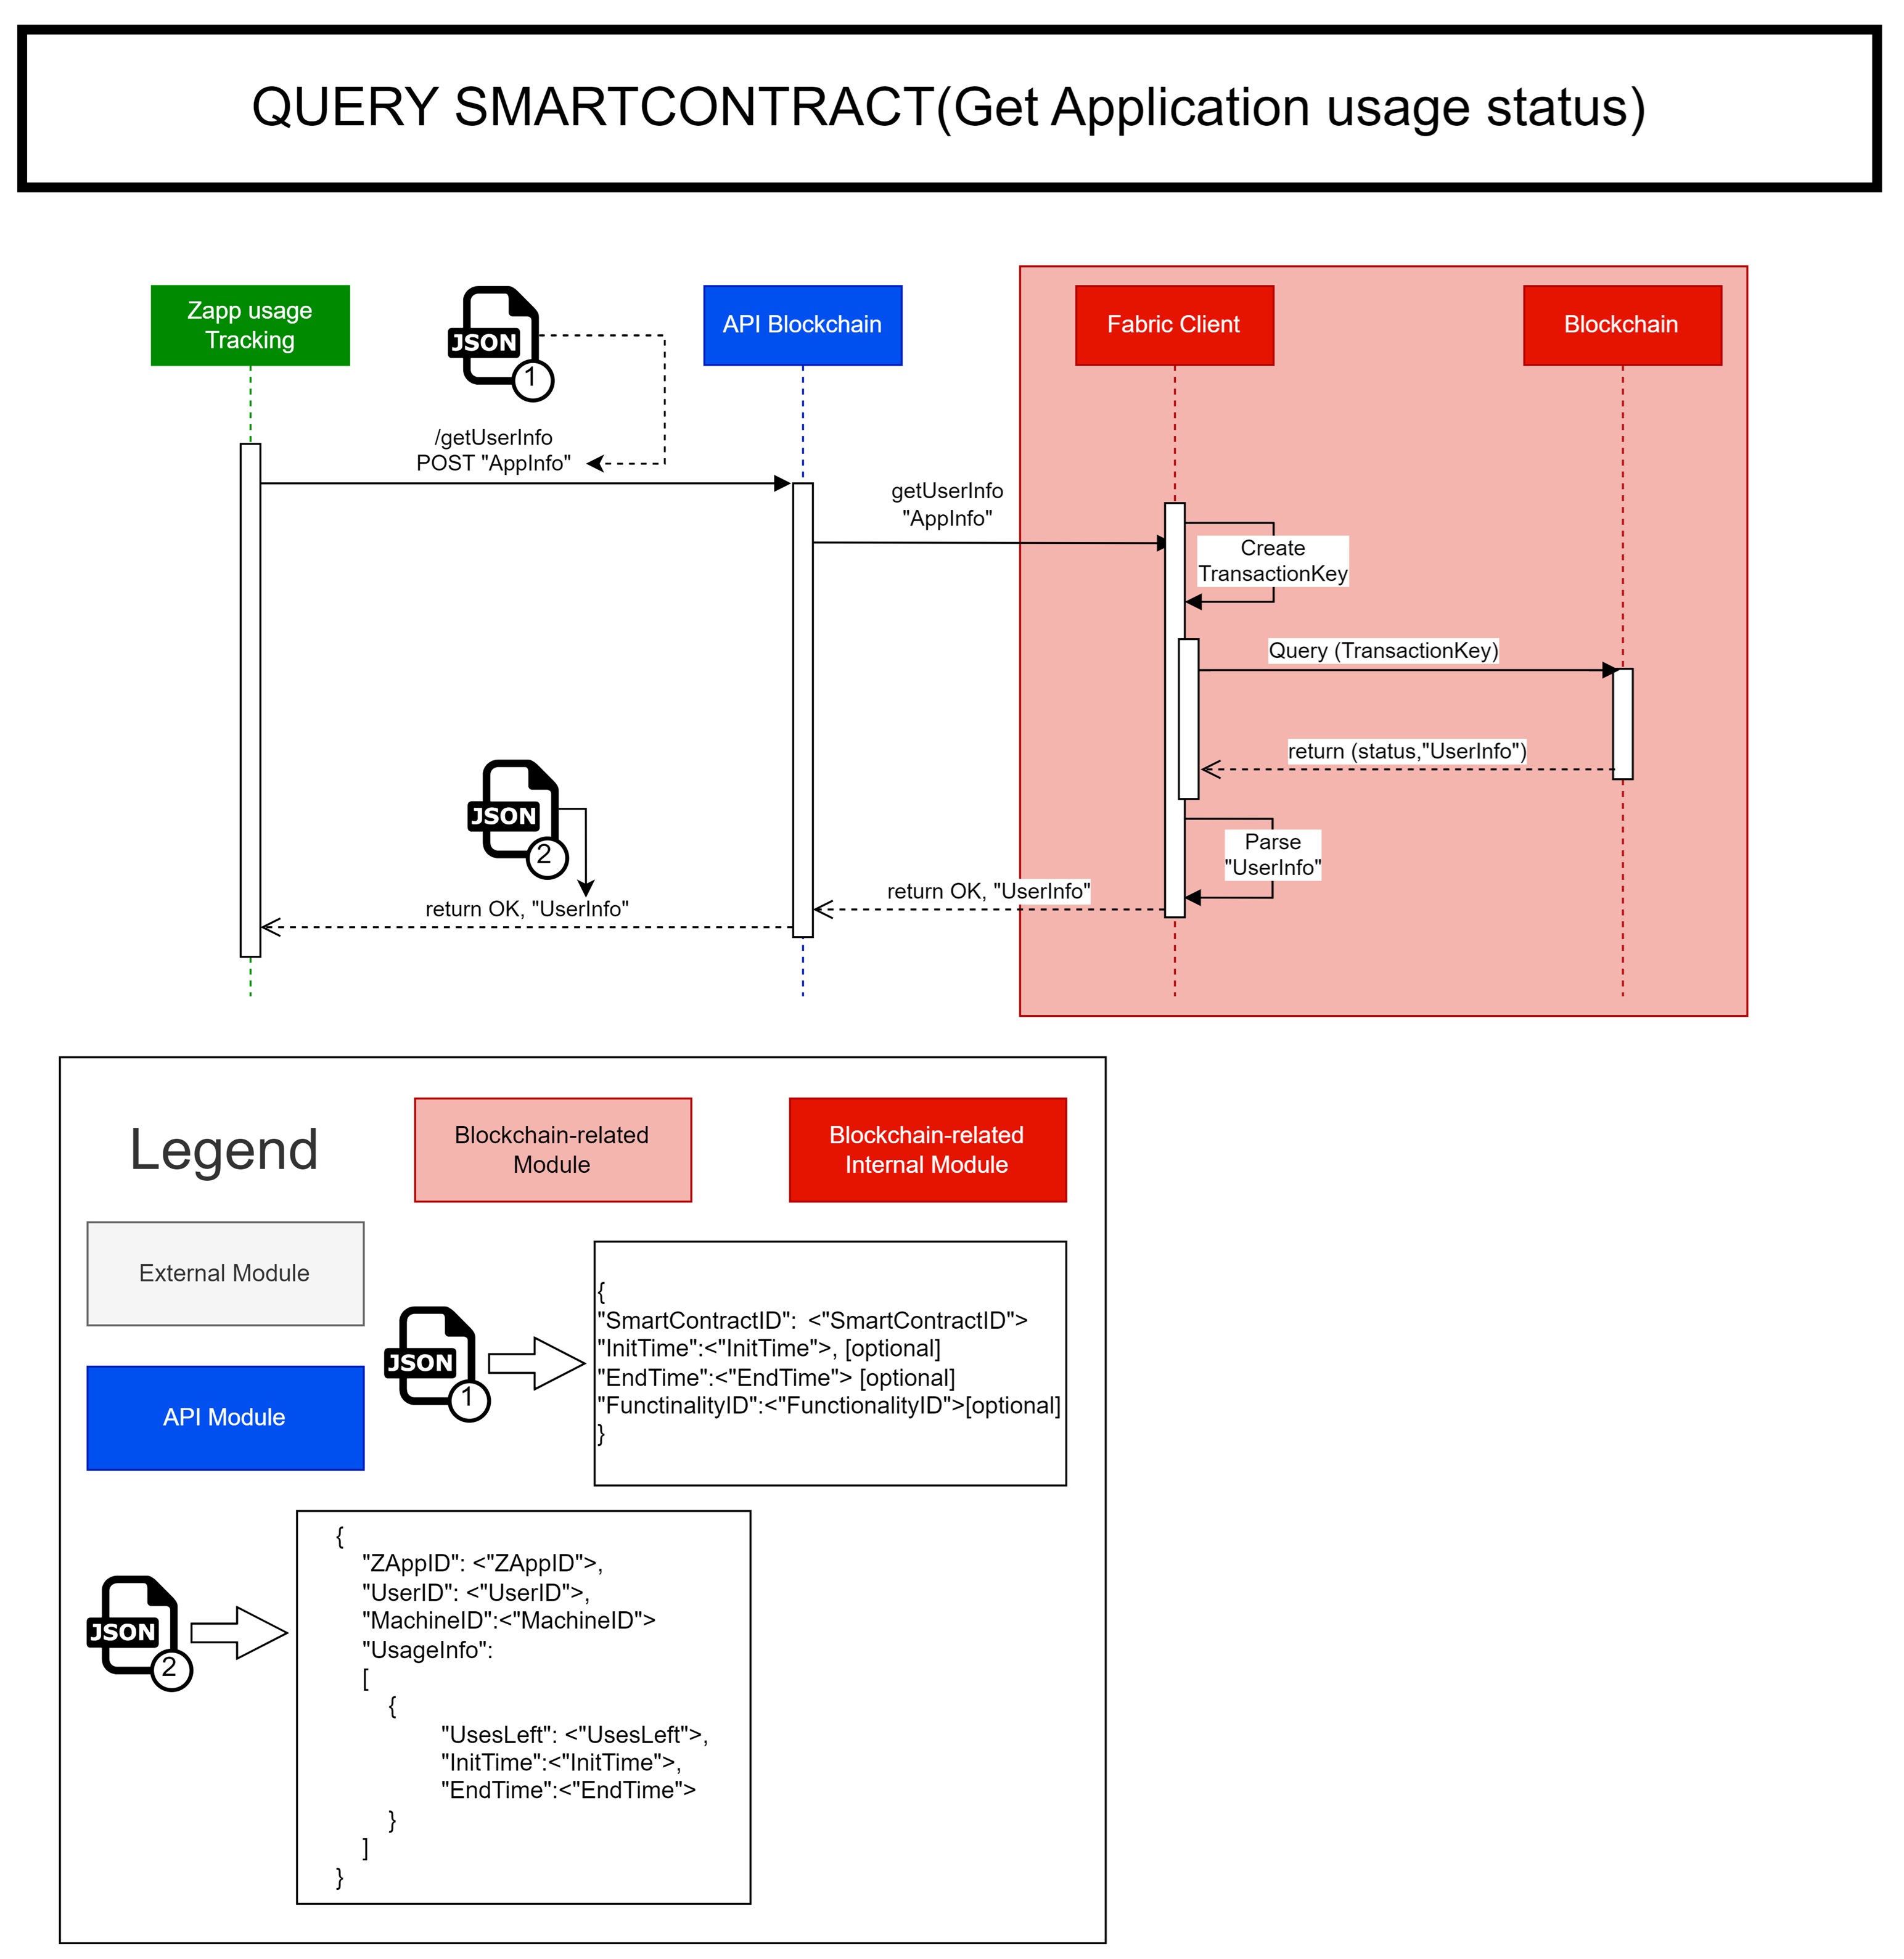 QUERY SMARTCONTRACT(Get Application usage status)
Zapp usage
Tracking
JSON
1
API Blockchain
Fabric Client
Blockchain
/getUserInfo
POST "AppInfo"
getUserInfo
"AppInfo"
Create
TransactionKey
Query (TransactionKey)
return (status,"UserInfo")
JSON
2
Parse
"UserInfo"
return OK, "UserInfo"
return OK, "UserInfo"
Legend
Blockchain-related
Module
Blockchain-related
Internal Module
External Module
API Module
JSON
1
{
"SmartContractID":  <"SmartContractID">
"InitTime":<"InitTime">, [optional]
"EndTime":<"EndTime"> [optional]
"FunctinalityID":<"FunctionalityID">[optional]
}
JSON
2
{
"ZAppID": <"ZAppID">,
"UserID": <"UserID">,
"MachineID":<"MachineID">
"UsageInfo":
[
{
"UsesLeft": <"UsesLeft">,
"InitTime":<"InitTime">,
"EndTime":<"EndTime">
}
]
}